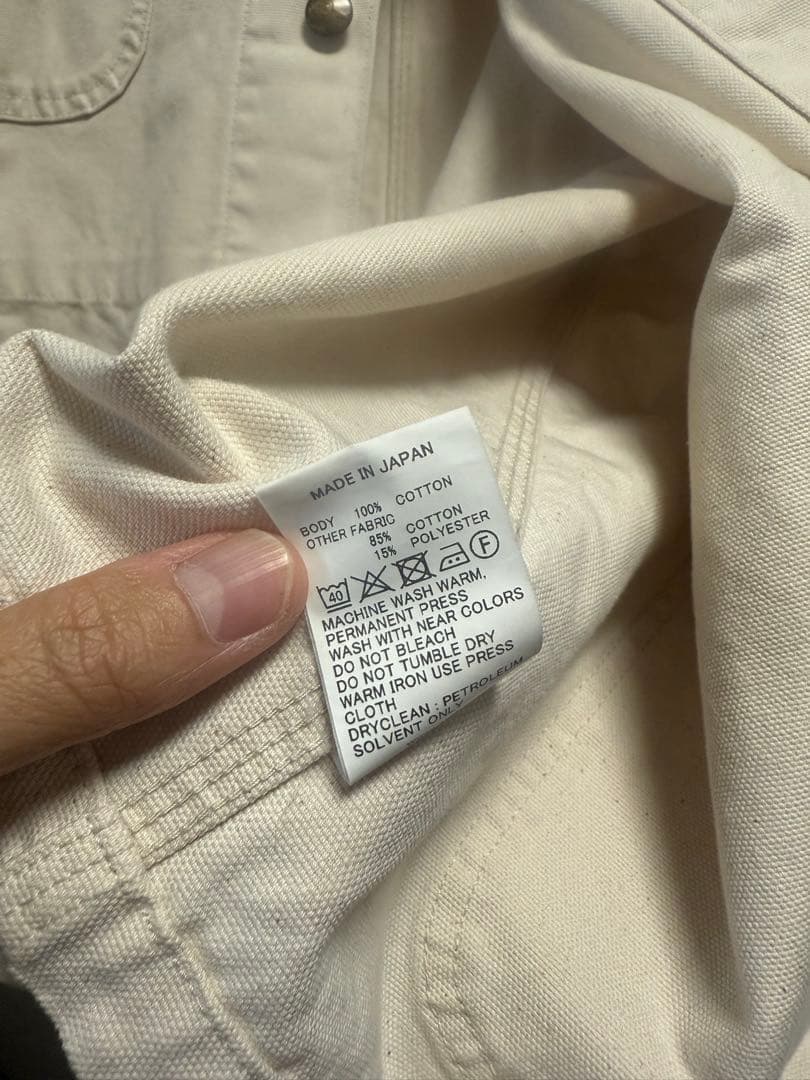 MADE IN JAPAN
BODY 100% COTTON
OTHER FABRIC
85% COTTON
15% POLYESTER
40 F
MACHINE WASH WARM,
PERMANENT PRESS
WASH WITH NEAR COLORS
DO NOT BLEACH
DO NOT TUMBLE DRY
WARM IRON USE PRESS
CLOTH
DRYCLEAN : PETROLEUM
SOLVENT ONLY